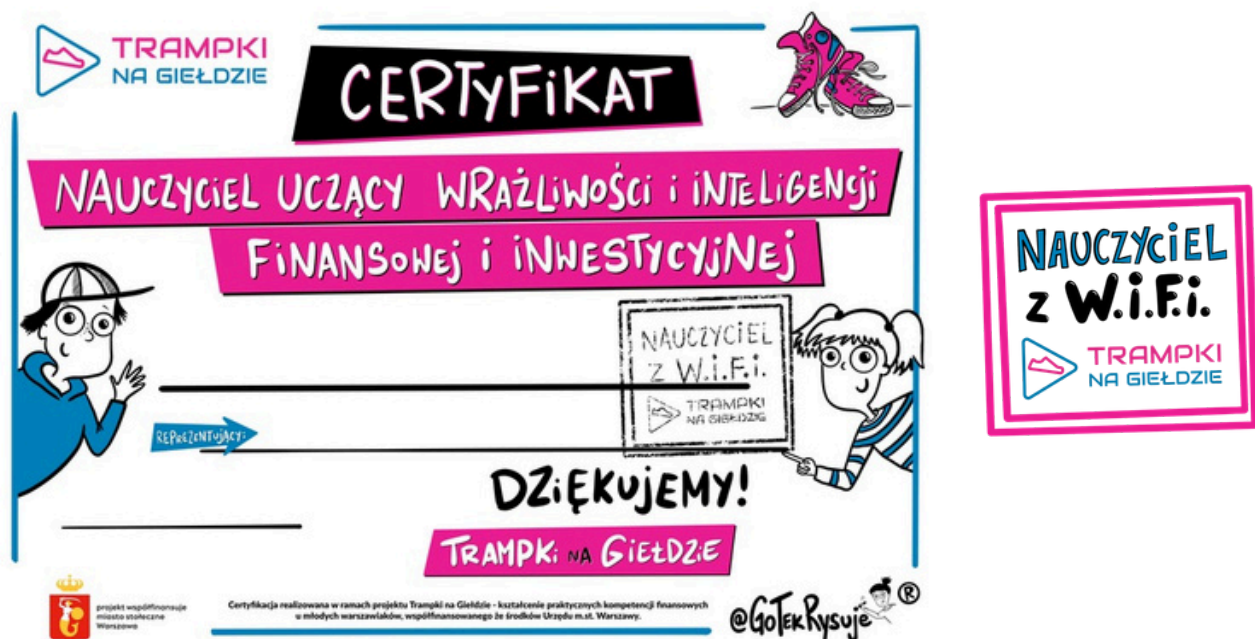 TRAMPKI
NA GIEŁDZIE
CERTYFiKAT
NAUCZYCiEL UCZĄCY WRAŻLiWOŚCi i iNTELiGENCji
FiNANSOWEj i iNWESTYCYjNEj
NAUCZYCiEL
Z W.i.F.i.
TRAMPKI
NA GIEŁDZIE
REPREZENTUjĄCY:
DZiĘKUjEMY!
TRAMPKi NA GiEŁDZiE
projekt współfinansuje
miasto stołeczne
Warszawa
Certyfikacja realizowana w ramach projektu Trampki na Giełdzie - kształcenie praktycznych kompetencji finansowych
u młodych warszawiaków, współfinansowanego że środków Urzędu m.st. Warszawy.
@GoTekRysuje
®
NAUCZYCiEL
z W.i.F.i.
TRAMPKI
NA GIEŁDZIE